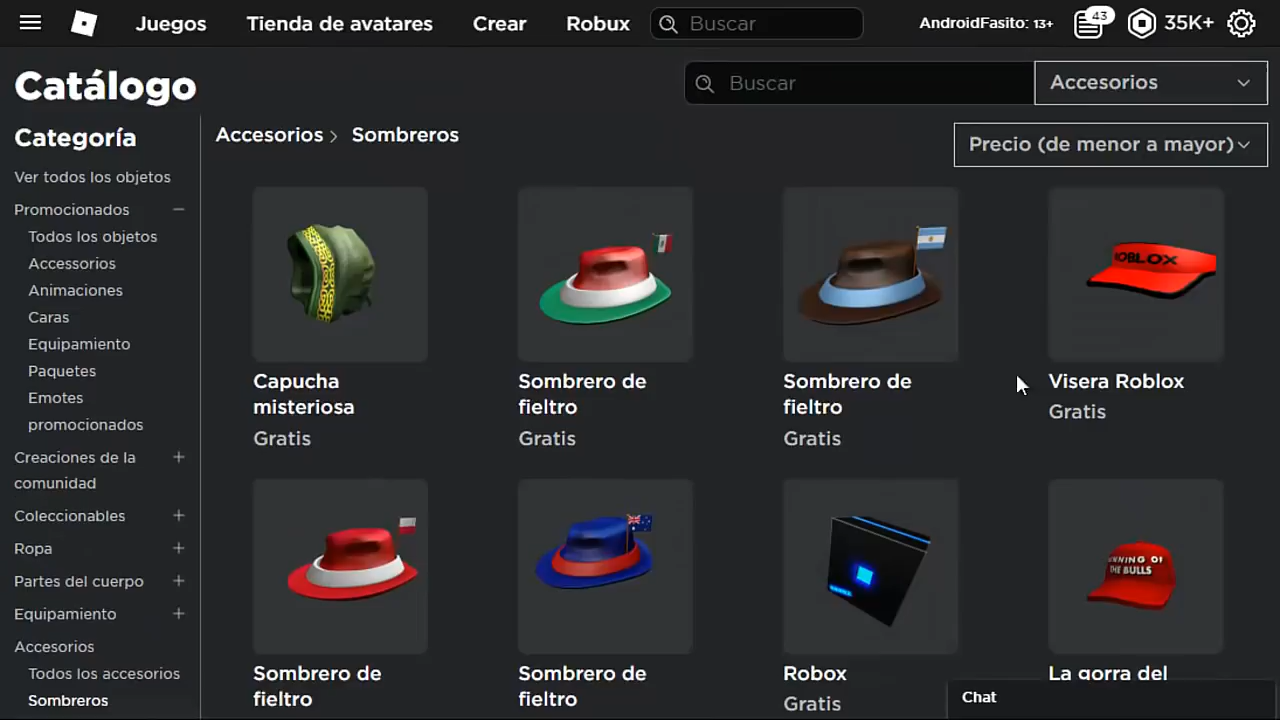 Juegos
Tienda de avatares
Crear
Robux
Buscar
AndroidFasito: 13+
43
35K+
Catálogo
Buscar
Accesorios
Categoría
Accesorios > Sombreros
Precio (de menor a mayor)
Ver todos los objetos
Promocionados −
Todos los objetos
Accessorios
Animaciones
Caras
Equipamiento
Paquetes
Emotes
promocionados
Creaciones de la +
comunidad
Coleccionables +
Ropa +
Partes del cuerpo +
Equipamiento +
Accesorios
Todos los accesorios
Sombreros
Capucha
misteriosa
Gratis
Sombrero de
fieltro
Gratis
Sombrero de
fieltro
Gratis
ROBLOX
Visera Roblox
Gratis
Sombrero de
fieltro
Sombrero de
fieltro
Robox
Gratis
THE BULLS
La gorra del
Chat